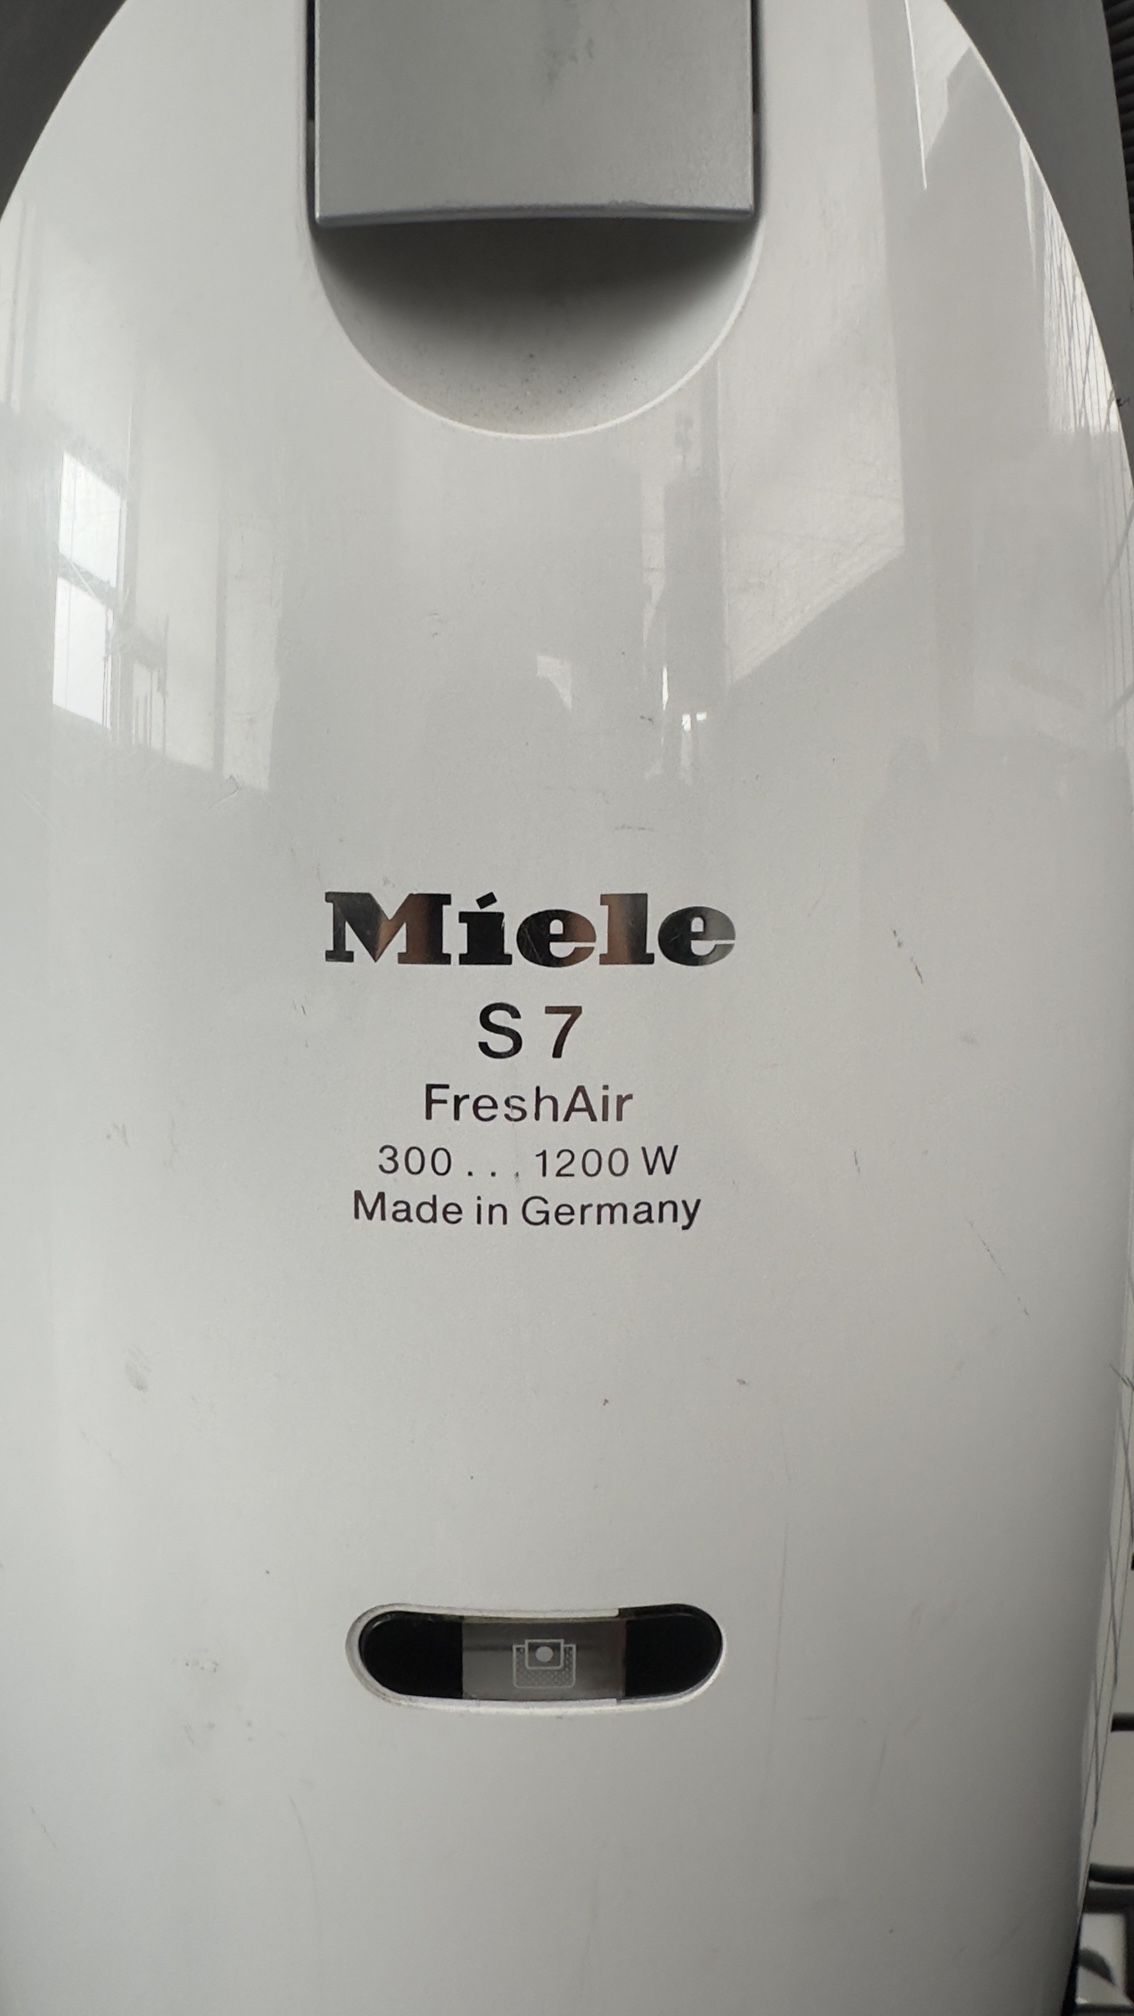 Miele
S 7
FreshAir
300 . . . 1200 W
Made in Germany